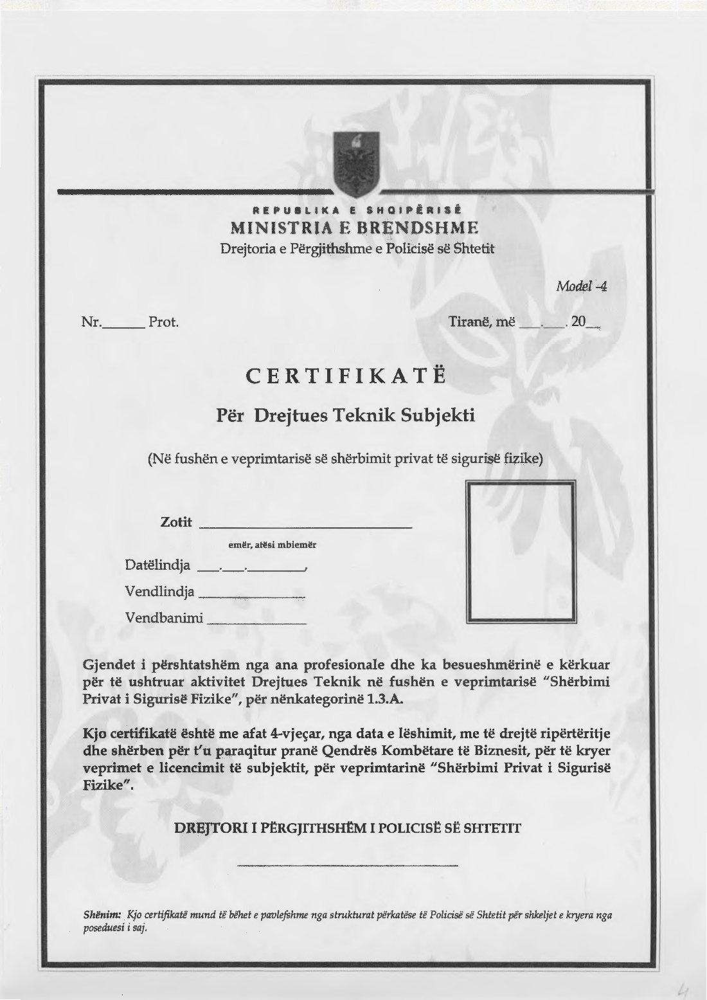 REPUBLIKA E SHQIPËRISË
MINISTRIA E BRENDSHME
Drejtoria e Përgjithshme e Policisë së Shtetit
Model -4
Nr.______ Prot. Tiranë, më ___.___. 20__
CERTIFIKATË
Për Drejtues Teknik Subjekti
(Në fushën e veprimtarisë së shërbimit privat të sigurisë fizike)
Zotit ______________________________
emër, atësi mbiemër
Datëlindja ___.___.________,
Vendlindja _______________
Vendbanimi ______________
Gjendet i përshtatshëm nga ana profesionale dhe ka besueshmërinë e kërkuar
për të ushtruar aktivitet Drejtues Teknik në fushën e veprimtarisë "Shërbimi
Privat i Sigurisë Fizike", për nënkategorinë 1.3.A.
Kjo certifikatë është me afat 4-vjeçar, nga data e lëshimit, me të drejtë ripërtëritje
dhe shërben për t'u paraqitur pranë Qendrës Kombëtare të Biznesit, për të kryer
veprimet e licencimit të subjektit, për veprimtarinë "Shërbimi Privat i Sigurisë
Fizike".
DREJTORI I PËRGJITHSHËM I POLICISË SË SHTETIT
Shënim: Kjo certifikatë mund të bëhet e pavlefshme nga strukturat përkatëse të Policisë së Shtetit për shkeljet e kryera nga
poseduesi i saj.
4